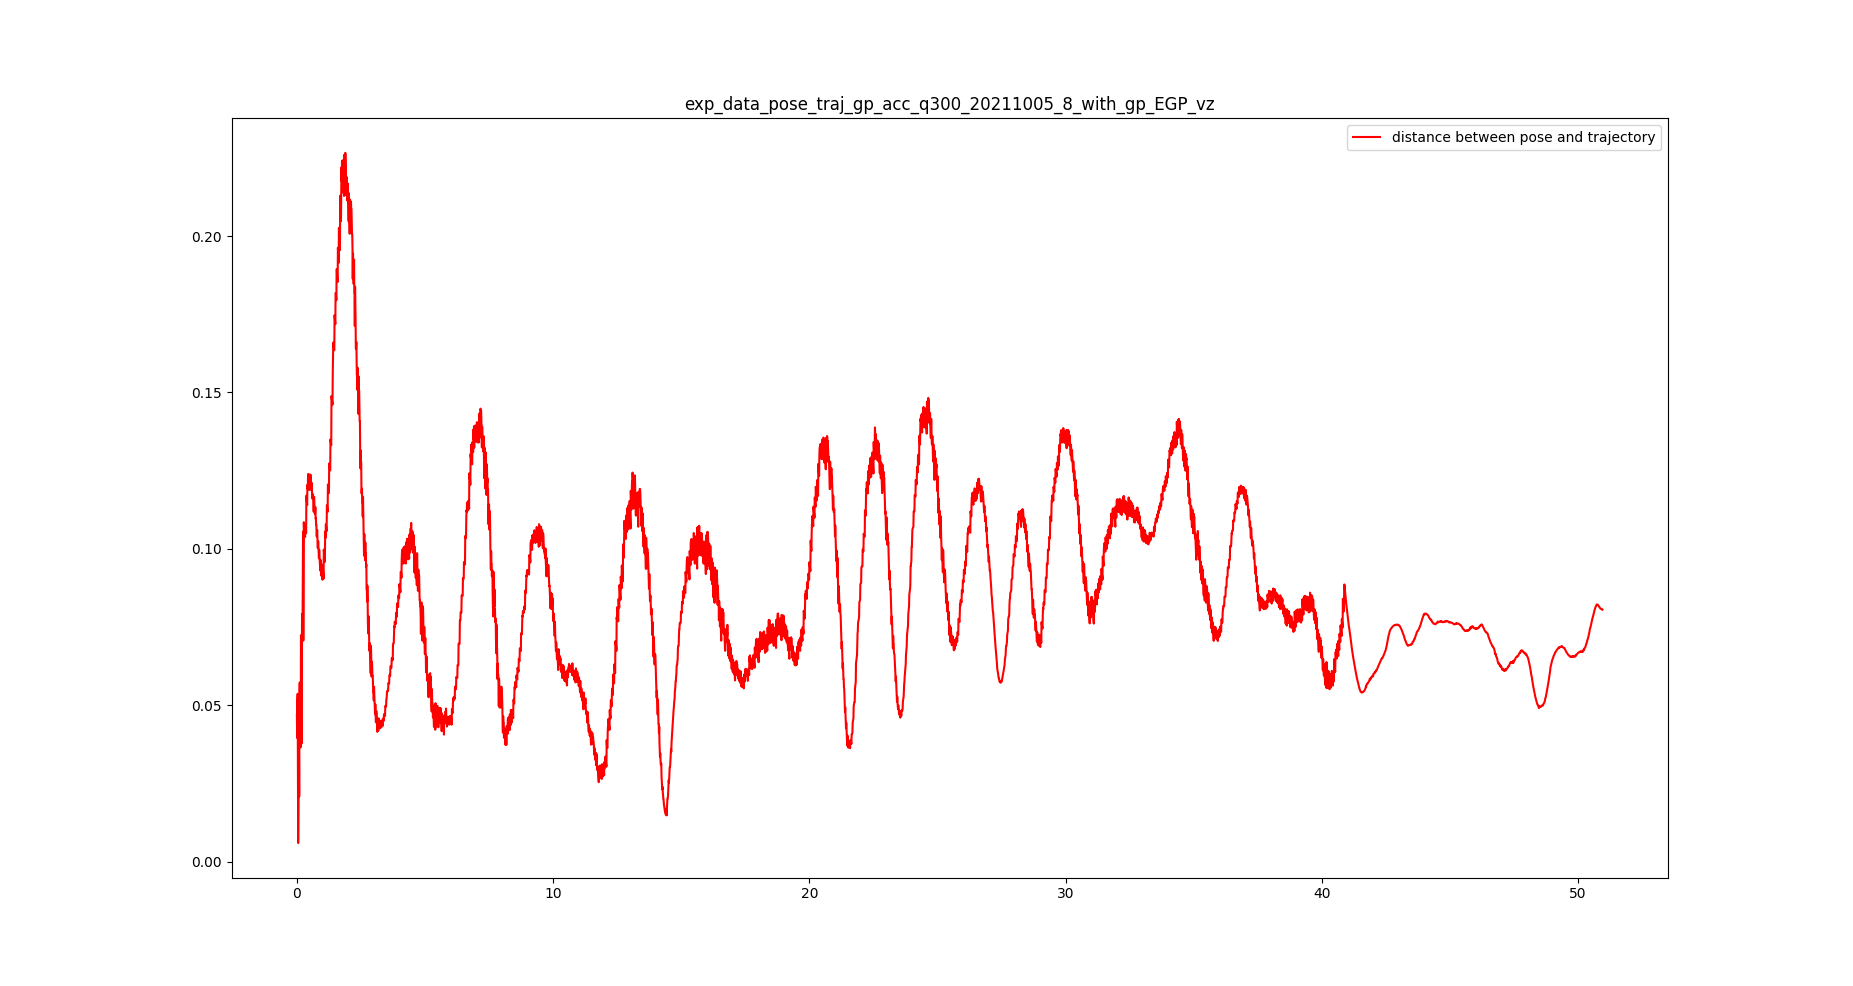 exp_data_pose_traj_gp_acc_q300_20211005_8_with_gp_EGP_vz
distance between pose and trajectory
0.20
0.15
0.10
0.05
0.00
0 10 20 30 40 50